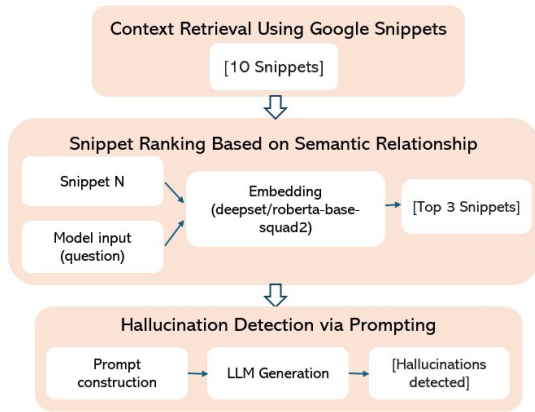 Context Retrieval Using Google Snippets
[10 Snippets]
Snippet Ranking Based on Semantic Relationship
Snippet N
Model input
(question)
Embedding
(deepset/roberta-base-
squad2)
[Top 3 Snippets]
Hallucination Detection via Prompting
Prompt
construction
LLM Generation
[Hallucinations
detected]